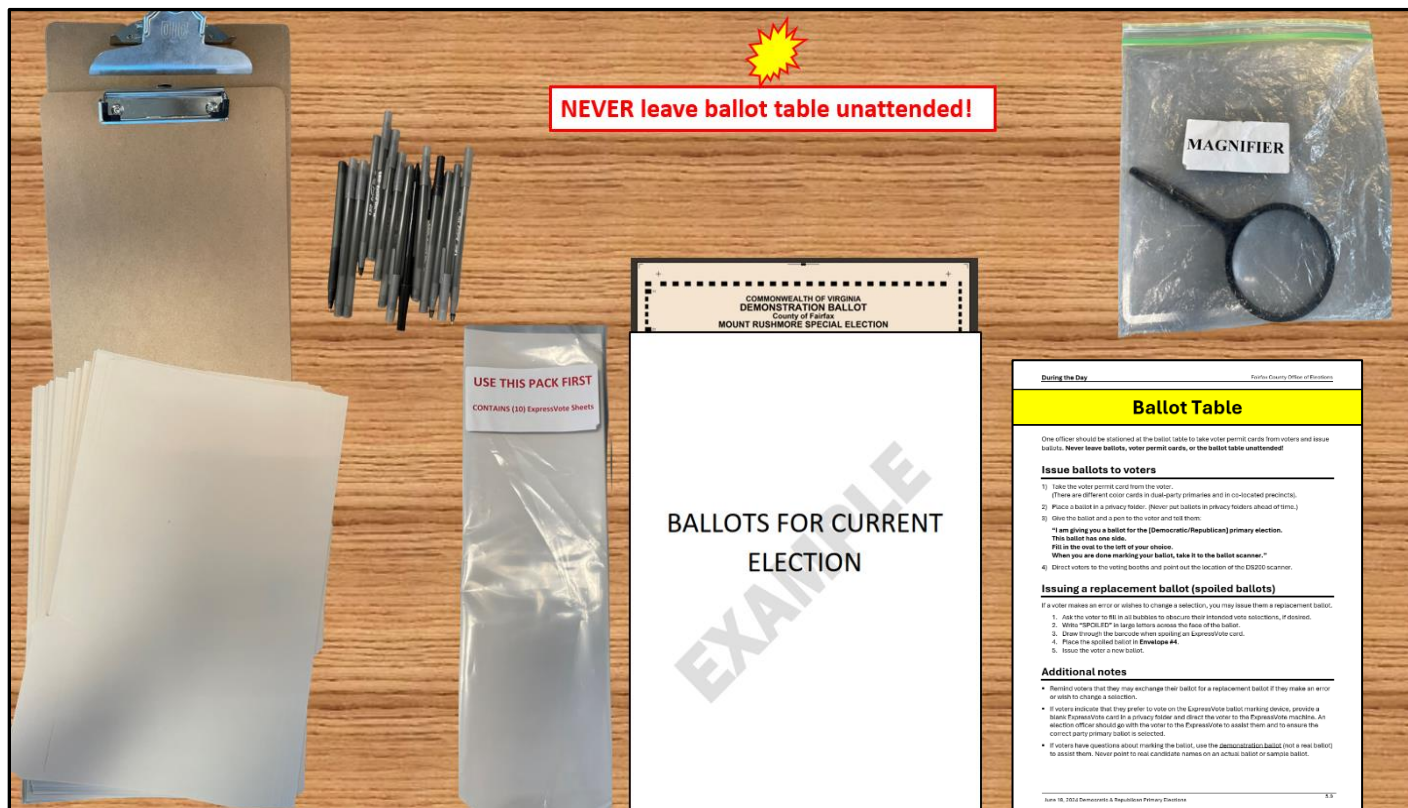 NEVER leave ballot table unattended!
MAGNIFIER
COMMONWEALTH OF VIRGINIA
DEMONSTRATION BALLOT
County of Fairfax
MOUNT RUSHMORE SPECIAL ELECTION
USE THIS PACK FIRST
CONTAINS (10) ExpressVote Sheets
BALLOTS FOR CURRENT
ELECTION
EXAMPLE
During the Day
Fairfax County Office of Elections
Ballot Table
One officer should be stationed at the ballot table to take voter permit cards from voters and issue
ballots. Never leave ballots, voter permit cards, or the ballot table unattended!
Issue ballots to voters
1) Take the voter permit card from the voter.
(There are different color cards in dual-party primaries and in co-located precincts).
2) Place a ballot in a privacy folder. (Never put ballots in privacy folders ahead of time.)
3) Give the ballot and a pen to the voter and tell them:
"I am giving you a ballot for the [Democratic/Republican] primary election.
This ballot has one side.
Fill in the oval to the left of your choice.
When you are done marking your ballot, take it to the ballot scanner."
4) Direct voters to the voting booths and point out the location of the DS200 scanner.
Issuing a replacement ballot (spoiled ballots)
If a voter makes an error or wishes to change a selection, you may issue them a replacement ballot.
1. Ask the voter to fill in all bubbles to obscure their intended vote selections, if desired.
2. Write "SPOILED" in large letters across the face of the ballot.
3. Draw through the barcode when spoiling an ExpressVote card.
4. Place the spoiled ballot in Envelope #4.
5. Issue the voter a new ballot.
Additional notes
• Remind voters that they may exchange their ballot for a replacement ballot if they make an error
or wish to change a selection.
• If voters indicate that they prefer to vote on the ExpressVote ballot marking device, provide a
blank ExpressVote card in a privacy folder and direct the voter to the ExpressVote machine. An
election officer should go with the voter to the ExpressVote to assist them and to ensure the
correct party primary ballot is selected.
• If voters have questions about marking the ballot, use the demonstration ballot (not a real ballot)
to assist them. Never point to real candidate names on an actual ballot or sample ballot.
June 18, 2024 Democratic & Republican Primary Elections